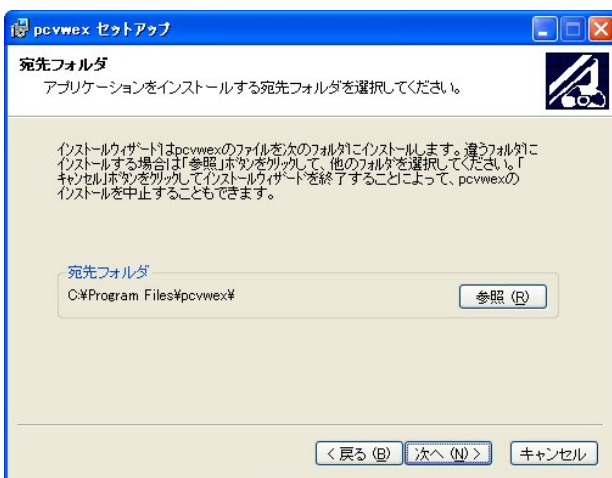 pcvwex セットアップ
宛先フォルダ
アプリケーションをインストールする宛先フォルダを選択してください。
インストールウィザードはpcvwexのファイルを次のフォルダにインストールします。違うフォルダに
インストールする場合は「参照」ボタンをクリックして、他のフォルダを選択してください。「
キャンセル」ボタンをクリックしてインストールウィザードを終了することによって、pcvwexの
インストールを中止することもできます。
宛先フォルダ
C:¥Program Files¥pcvwex¥
参照 (R)
< 戻る (B)
次へ (N) >
キャンセル